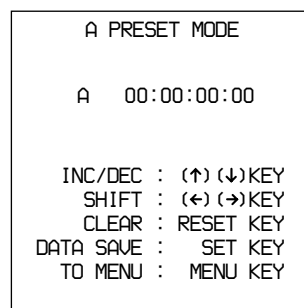 A PRESET MODE
A 00:00:00:00
INC/DEC : (↑)(↓)KEY
SHIFT : (←)(→)KEY
CLEAR : RESET KEY
DATA SAVE : SET KEY
TO MENU : MENU KEY